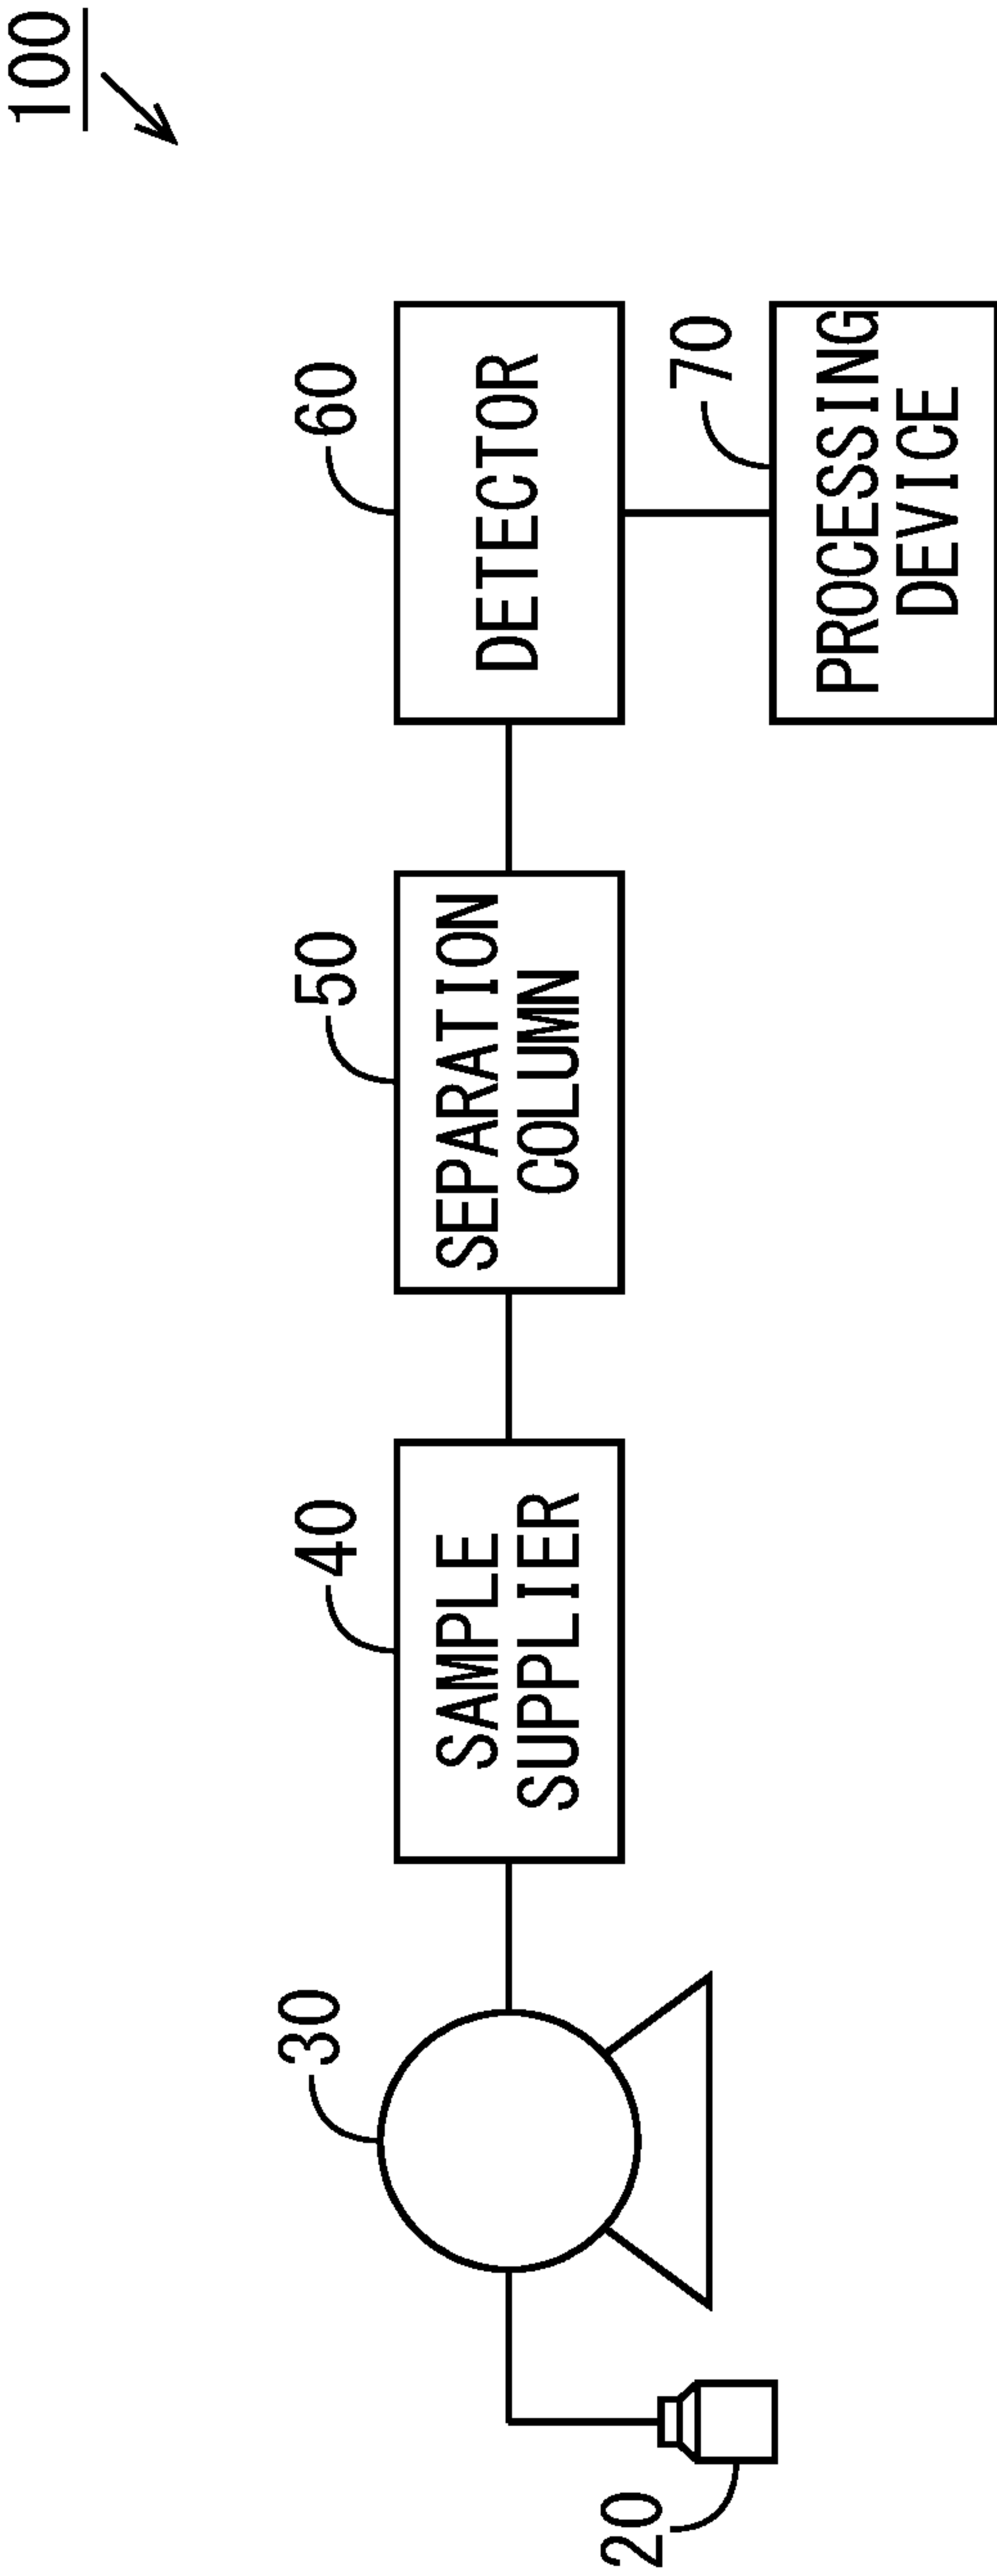 100
60
DETECTOR
70
PROCESSING
DEVICE
50
SEPARATION
COLUMN
40
SAMPLE
SUPPLIER
30
20